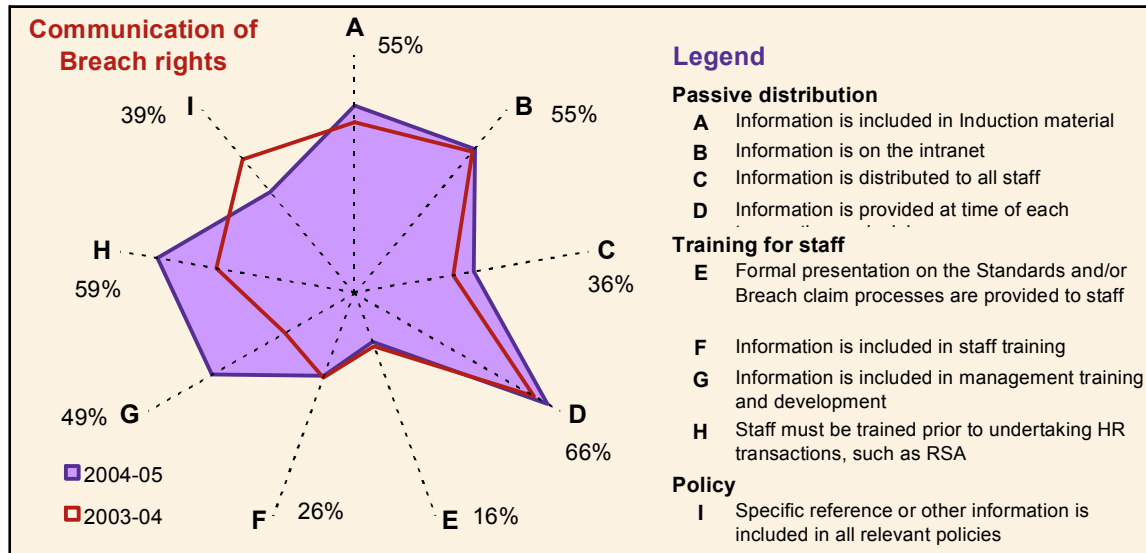 Communication of
Breach rights
A
55%
B
55%
C
36%
D
66%
E
16%
F
26%
G
49%
H
59%
I
39%
2004-05
2003-04
Legend
Passive distribution
A Information is included in Induction material
B Information is on the intranet
C Information is distributed to all staff
D Information is provided at time of each
Training for staff
E Formal presentation on the Standards and/or
Breach claim processes are provided to staff
F Information is included in staff training
G Information is included in management training
and development
H Staff must be trained prior to undertaking HR
transactions, such as RSA
Policy
I Specific reference or other information is
included in all relevant policies